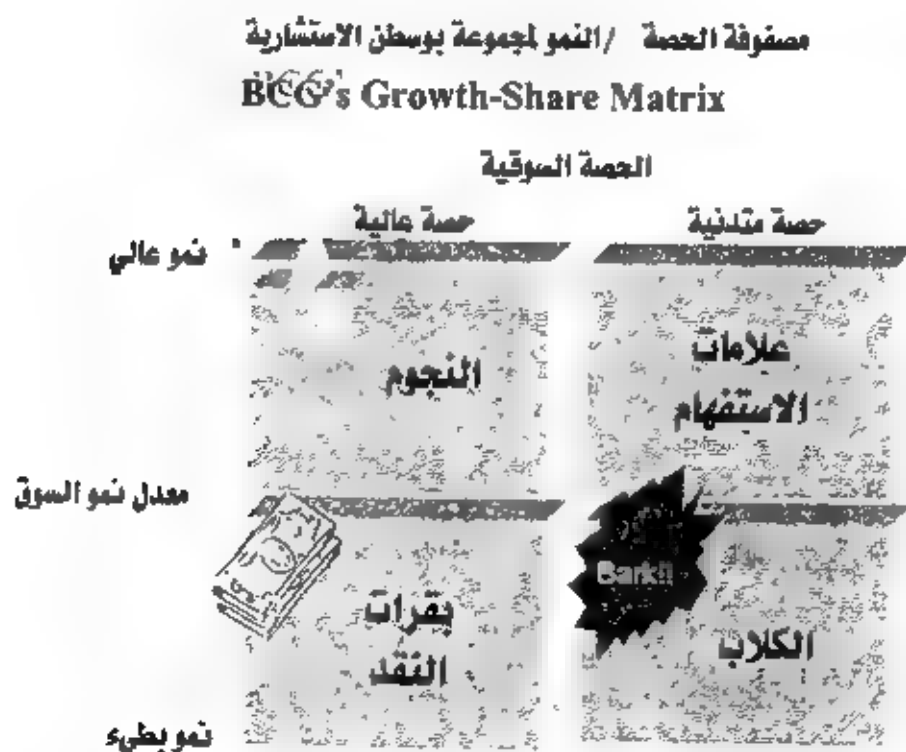 مصفوفة الحصة / النمو لمجموعة بوسطن الاستشارية
BCG's Growth-Share Matrix
الحصة السوقية
حصة متدنية
حصة عالية
نمو عالي
علامات
الاستفهام
النجوم
معدل نمو السوق
Bark!!
بقرات
النقد
الكلاب
نمو بطيء